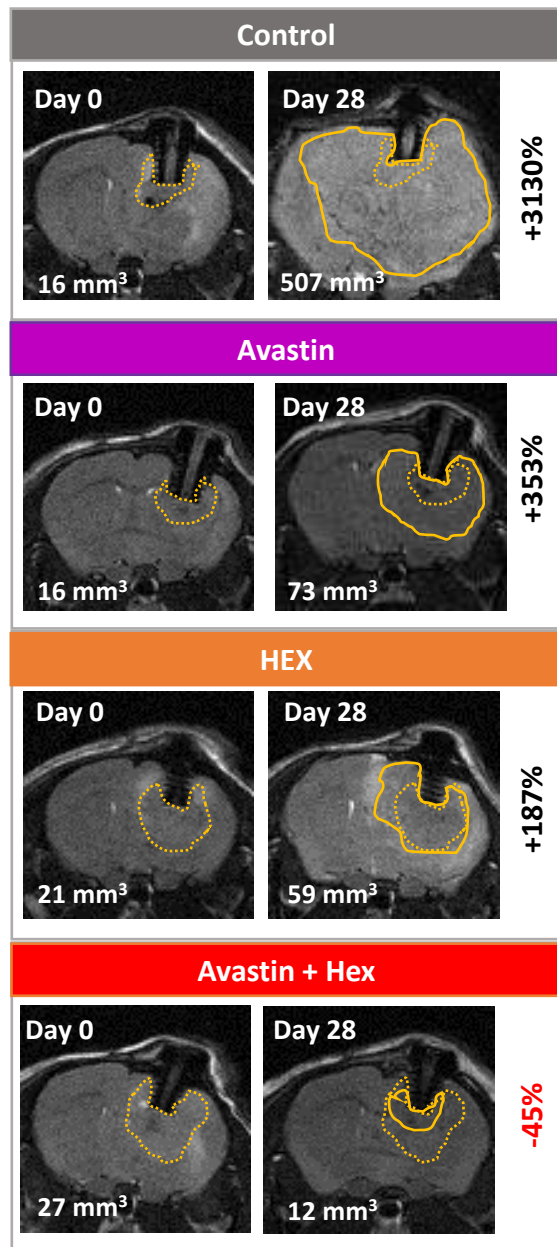 Control
Day 0
Day 28
16 mm³
507 mm³
+3130%
Avastin
Day 0
Day 28
16 mm³
73 mm³
+353%
HEX
Day 0
Day 28
21 mm³
59 mm³
+187%
Avastin + Hex
Day 0
Day 28
27 mm³
12 mm³
-45%